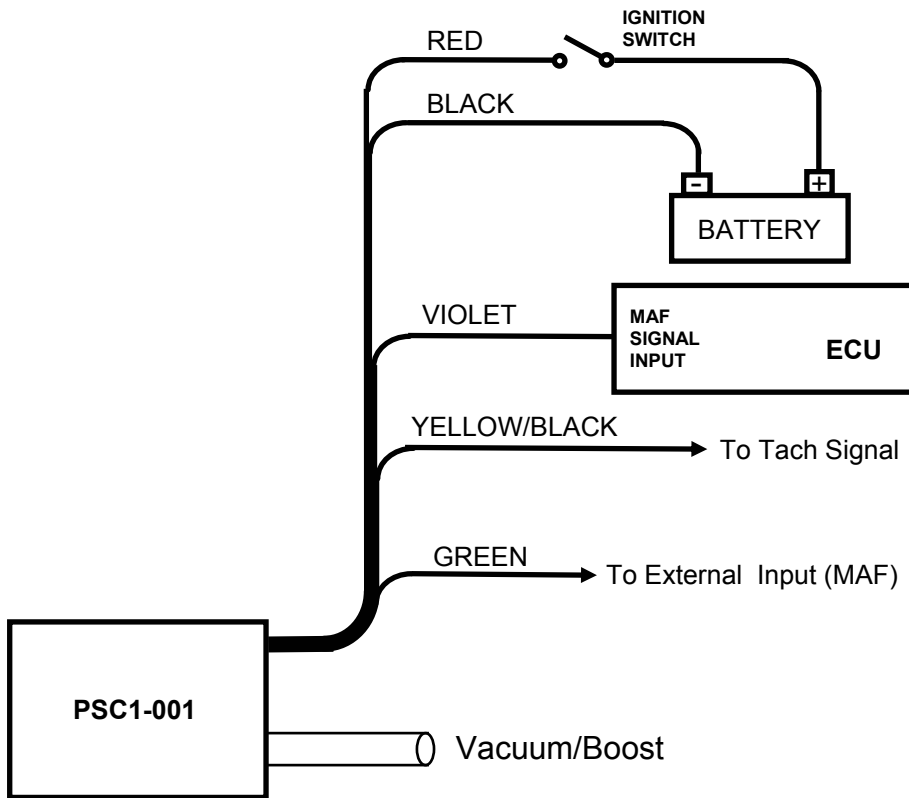 IGNITION
SWITCH
RED
BLACK
- +
BATTERY
VIOLET
MAF
SIGNAL
INPUT
ECU
YELLOW/BLACK
To Tach Signal
GREEN
To External Input (MAF)
PSC1-001
Vacuum/Boost